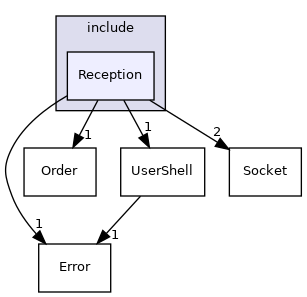 include
Reception
1
1
2
Order
UserShell
Socket
1
1
Error